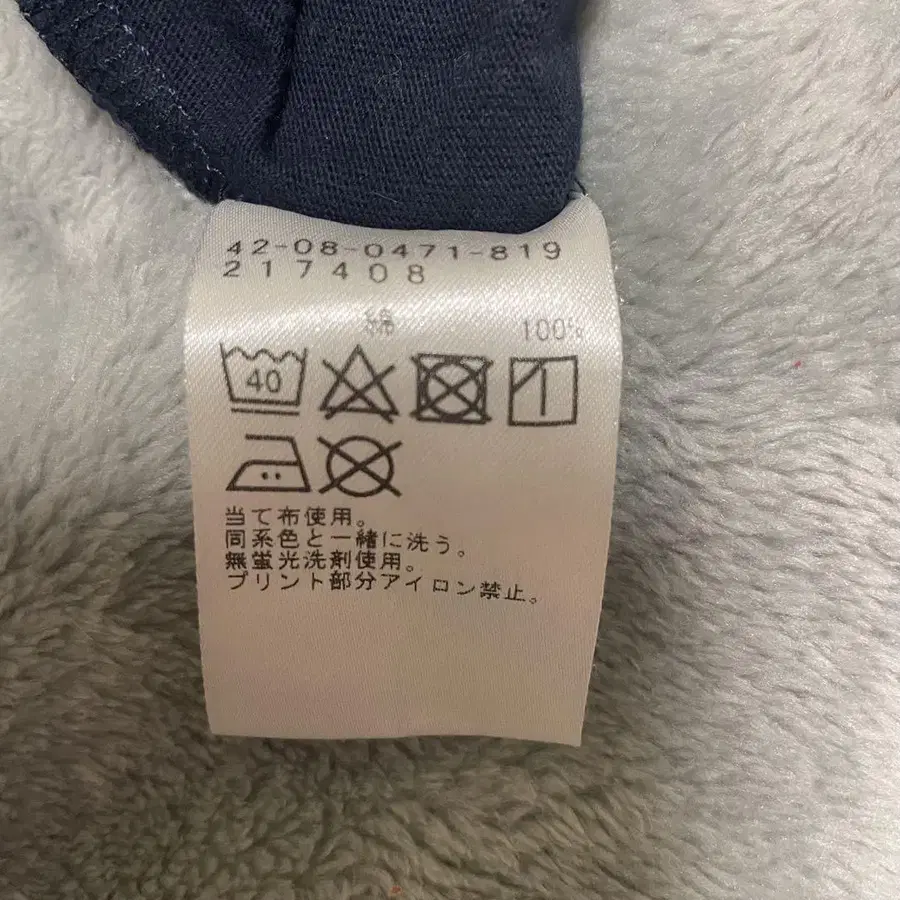 42-08-0471-819
217408
綿 100%
40
当て布使用。
同系色と一緒に洗う。
無蛍光洗剤使用。
プリント部分アイロン禁止。